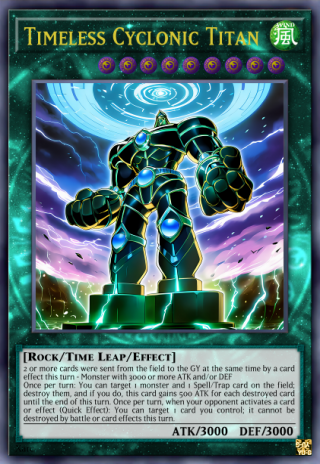 Timeless Cyclonic Titan
WIND
風
[Rock/Time Leap/Effect]
2 or more cards were sent from the field to the GY at the same time by a card
effect this turn - Monster with 3000 or more ATK and/or DEF
Once per turn: You can target 1 monster and 1 Spell/Trap card on the field;
destroy them, and if you do, this card gains 500 ATK for each destroyed card
until the end of this turn. Once per turn, when your opponent activates a card
or effect (Quick Effect): You can target 1 card you control; it cannot be
destroyed by battle or card effects this turn.
ATK/3000 DEF/3000